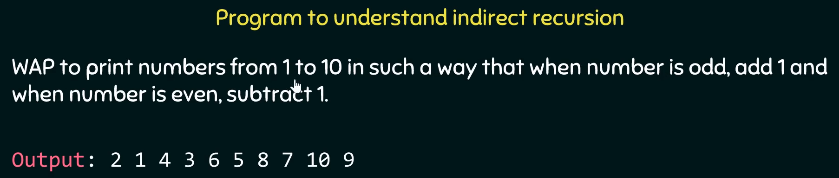 Program to understand indirect recursion
WAP to print numbers from 1 to 10 in such a way that when number is odd, add 1 and
when number is even, subtract 1.
Output: 2 1 4 3 6 5 8 7 10 9